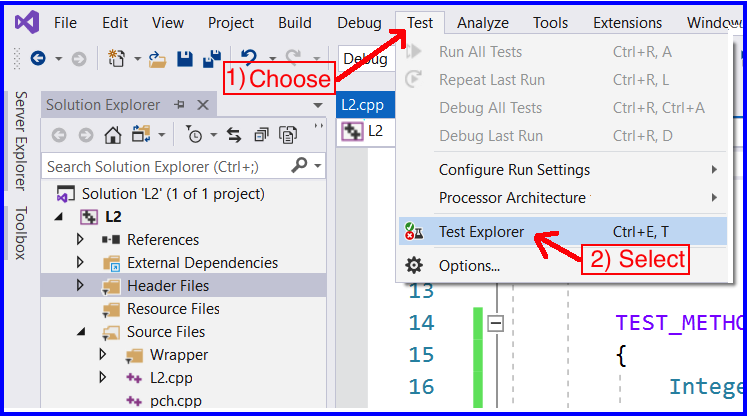 File Edit View Project Build Debug Test Analyze Tools Extensions Window
Debug
1) Choose
Run All Tests Ctrl+R, A
Repeat Last Run Ctrl+R, L
Debug All Tests Ctrl+R, Ctrl+A
Debug Last Run Ctrl+R, D
Configure Run Settings
Processor Architecture
Test Explorer Ctrl+E, T
2) Select
Options...
Server Explorer
Toolbox
Solution Explorer
Search Solution Explorer (Ctrl+;)
Solution 'L2' (1 of 1 project)
L2
References
External Dependencies
Header Files
Resource Files
Source Files
Wrapper
L2.cpp
pch.cpp
L2.cpp
L2
13
14 TEST_METHO
15 {
16 Intege